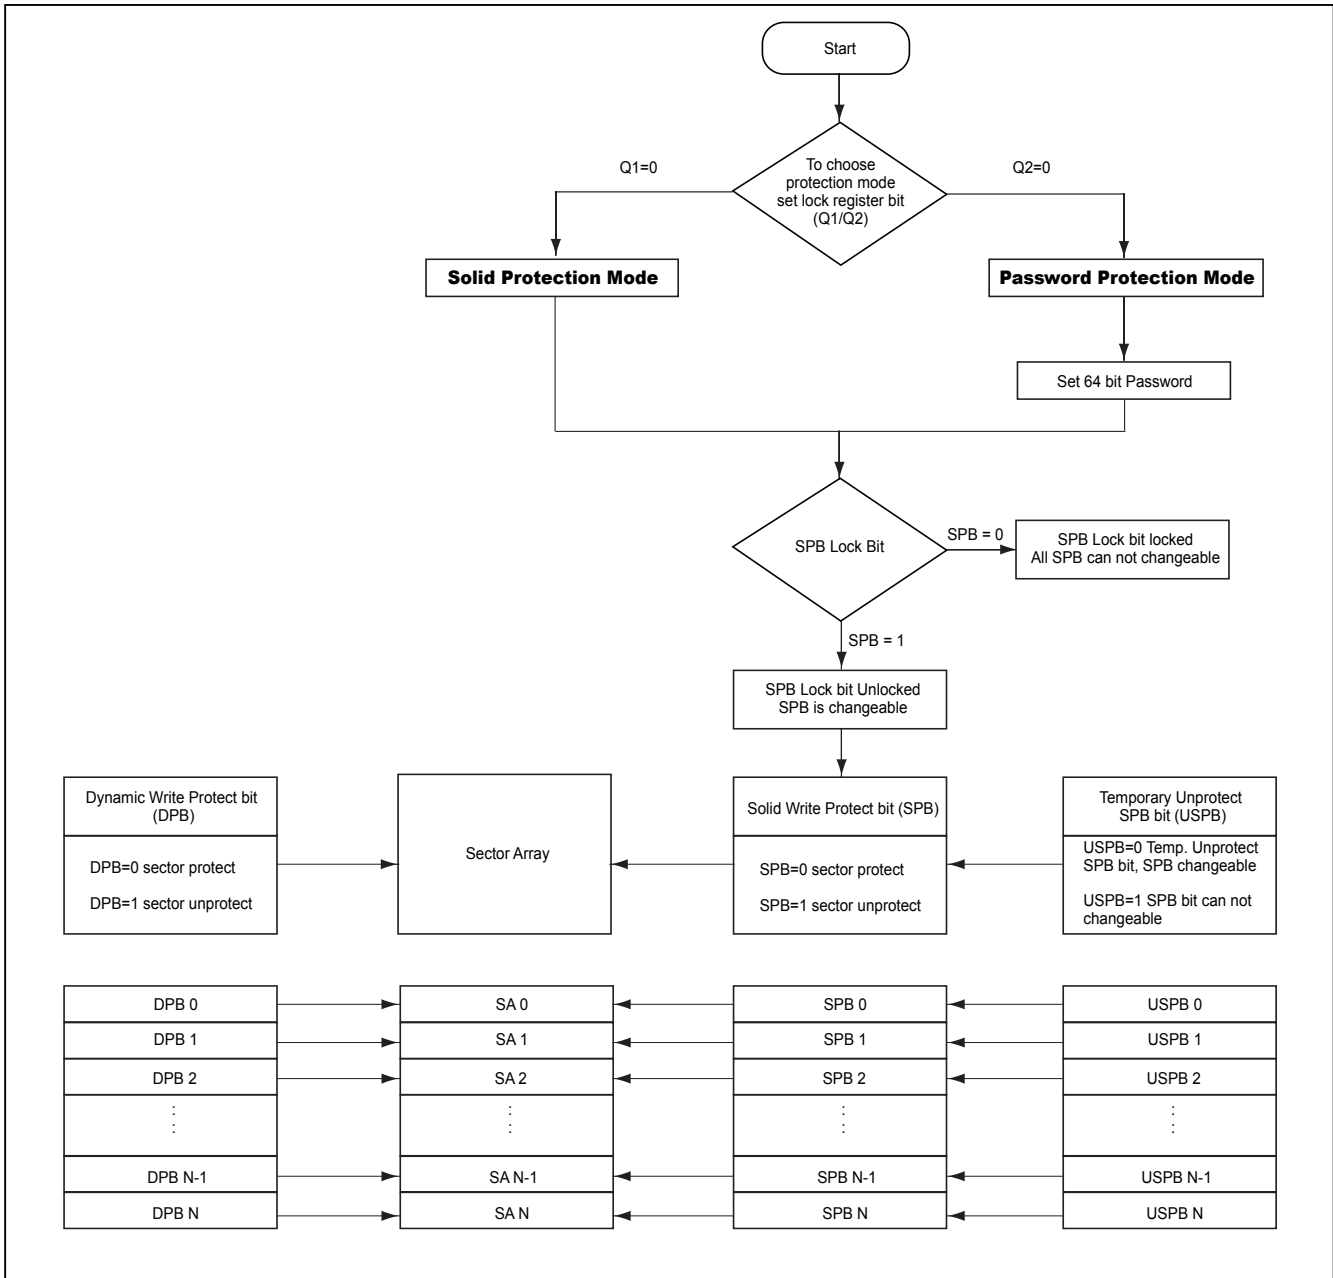 Start
To choose
protection mode
set lock register bit
(Q1/Q2)
Q1=0
Q2=0
Solid Protection Mode
Password Protection Mode
Set 64 bit Password
SPB Lock Bit
SPB = 0
SPB Lock bit locked
All SPB can not changeable
SPB = 1
SPB Lock bit Unlocked
SPB is changeable
Dynamic Write Protect bit
(DPB)
DPB=0 sector protect
DPB=1 sector unprotect
Sector Array
Solid Write Protect bit (SPB)
SPB=0 sector protect
SPB=1 sector unprotect
Temporary Unprotect
SPB bit (USPB)
USPB=0 Temp. Unprotect
SPB bit, SPB changeable
USPB=1 SPB bit can not
changeable
DPB 0
SA 0
SPB 0
USPB 0
DPB 1
SA 1
SPB 1
USPB 1
DPB 2
SA 2
SPB 2
USPB 2
: : : :
: : : :
DPB N-1
SA N-1
SPB N-1
USPB N-1
DPB N
SA N
SPB N
USPB N